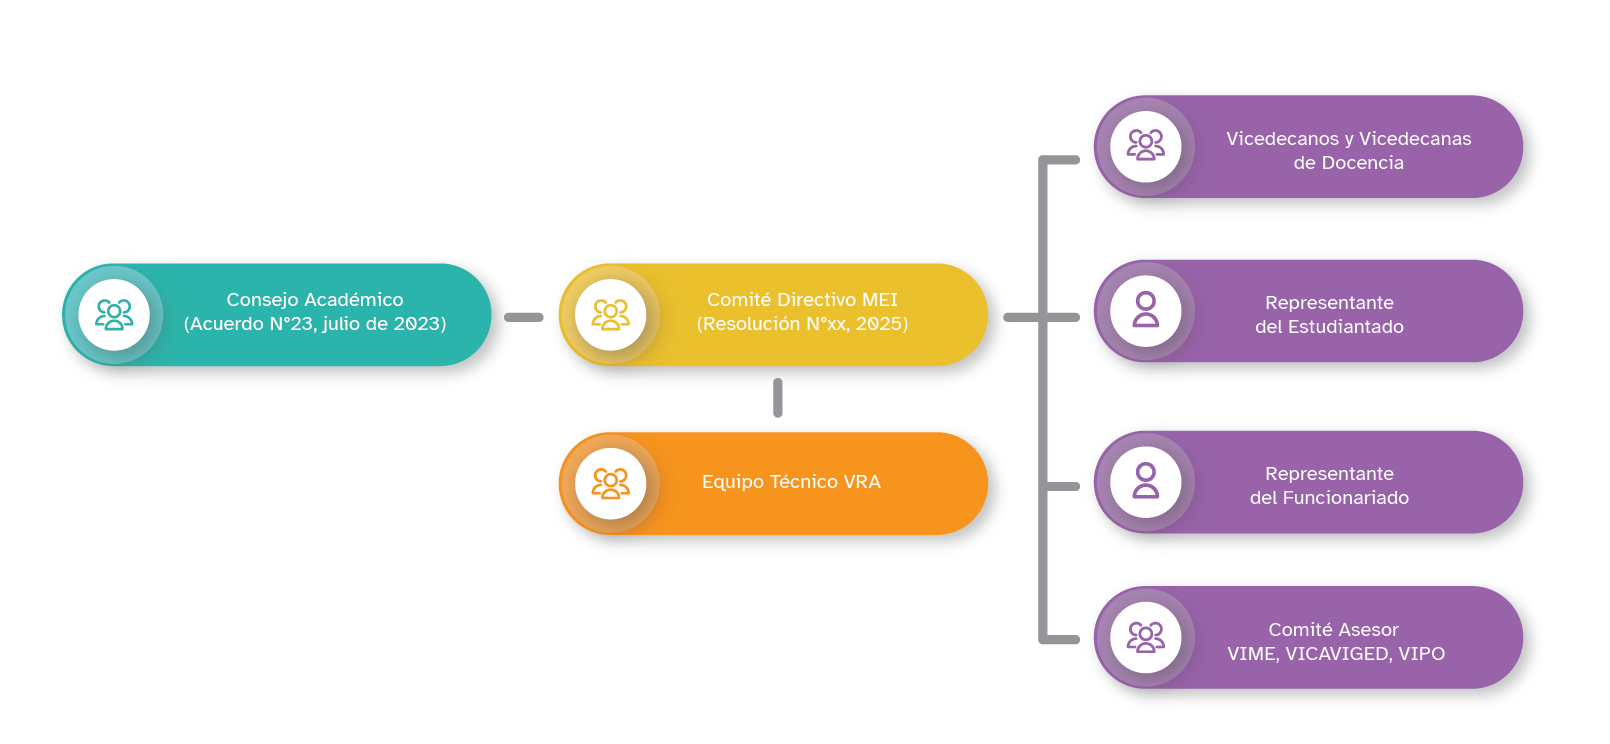 Consejo Académico
(Acuerdo N°23, julio de 2023)
Comité Directivo MEI
(Resolución N°xx, 2025)
Equipo Técnico VRA
Vicedecanos y Vicedecanas
de Docencia
Representante
del Estudiantado
Representante
del Funcionariado
Comité Asesor
VIME, VICAVIGED, VIPO